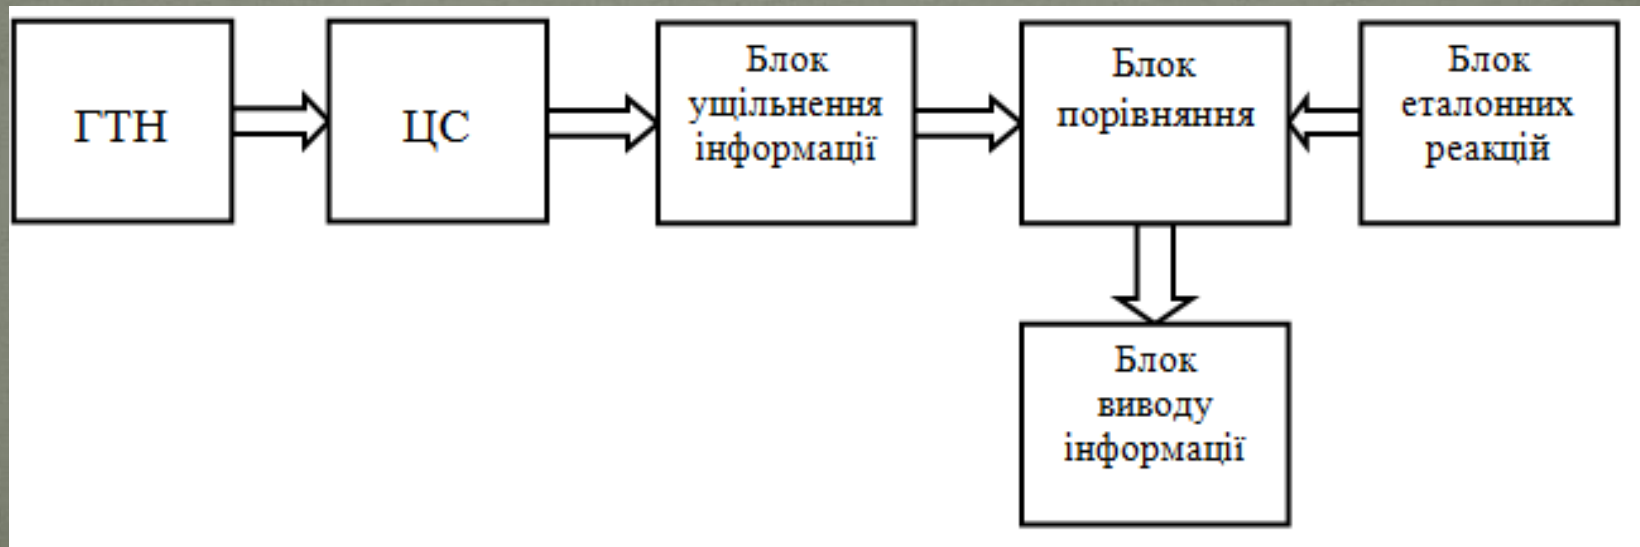 ГТН
ЦС
Блок
ущільнення
інформації
Блок
порівняння
Блок
еталонних
реакцій
Блок
виводу
інформації